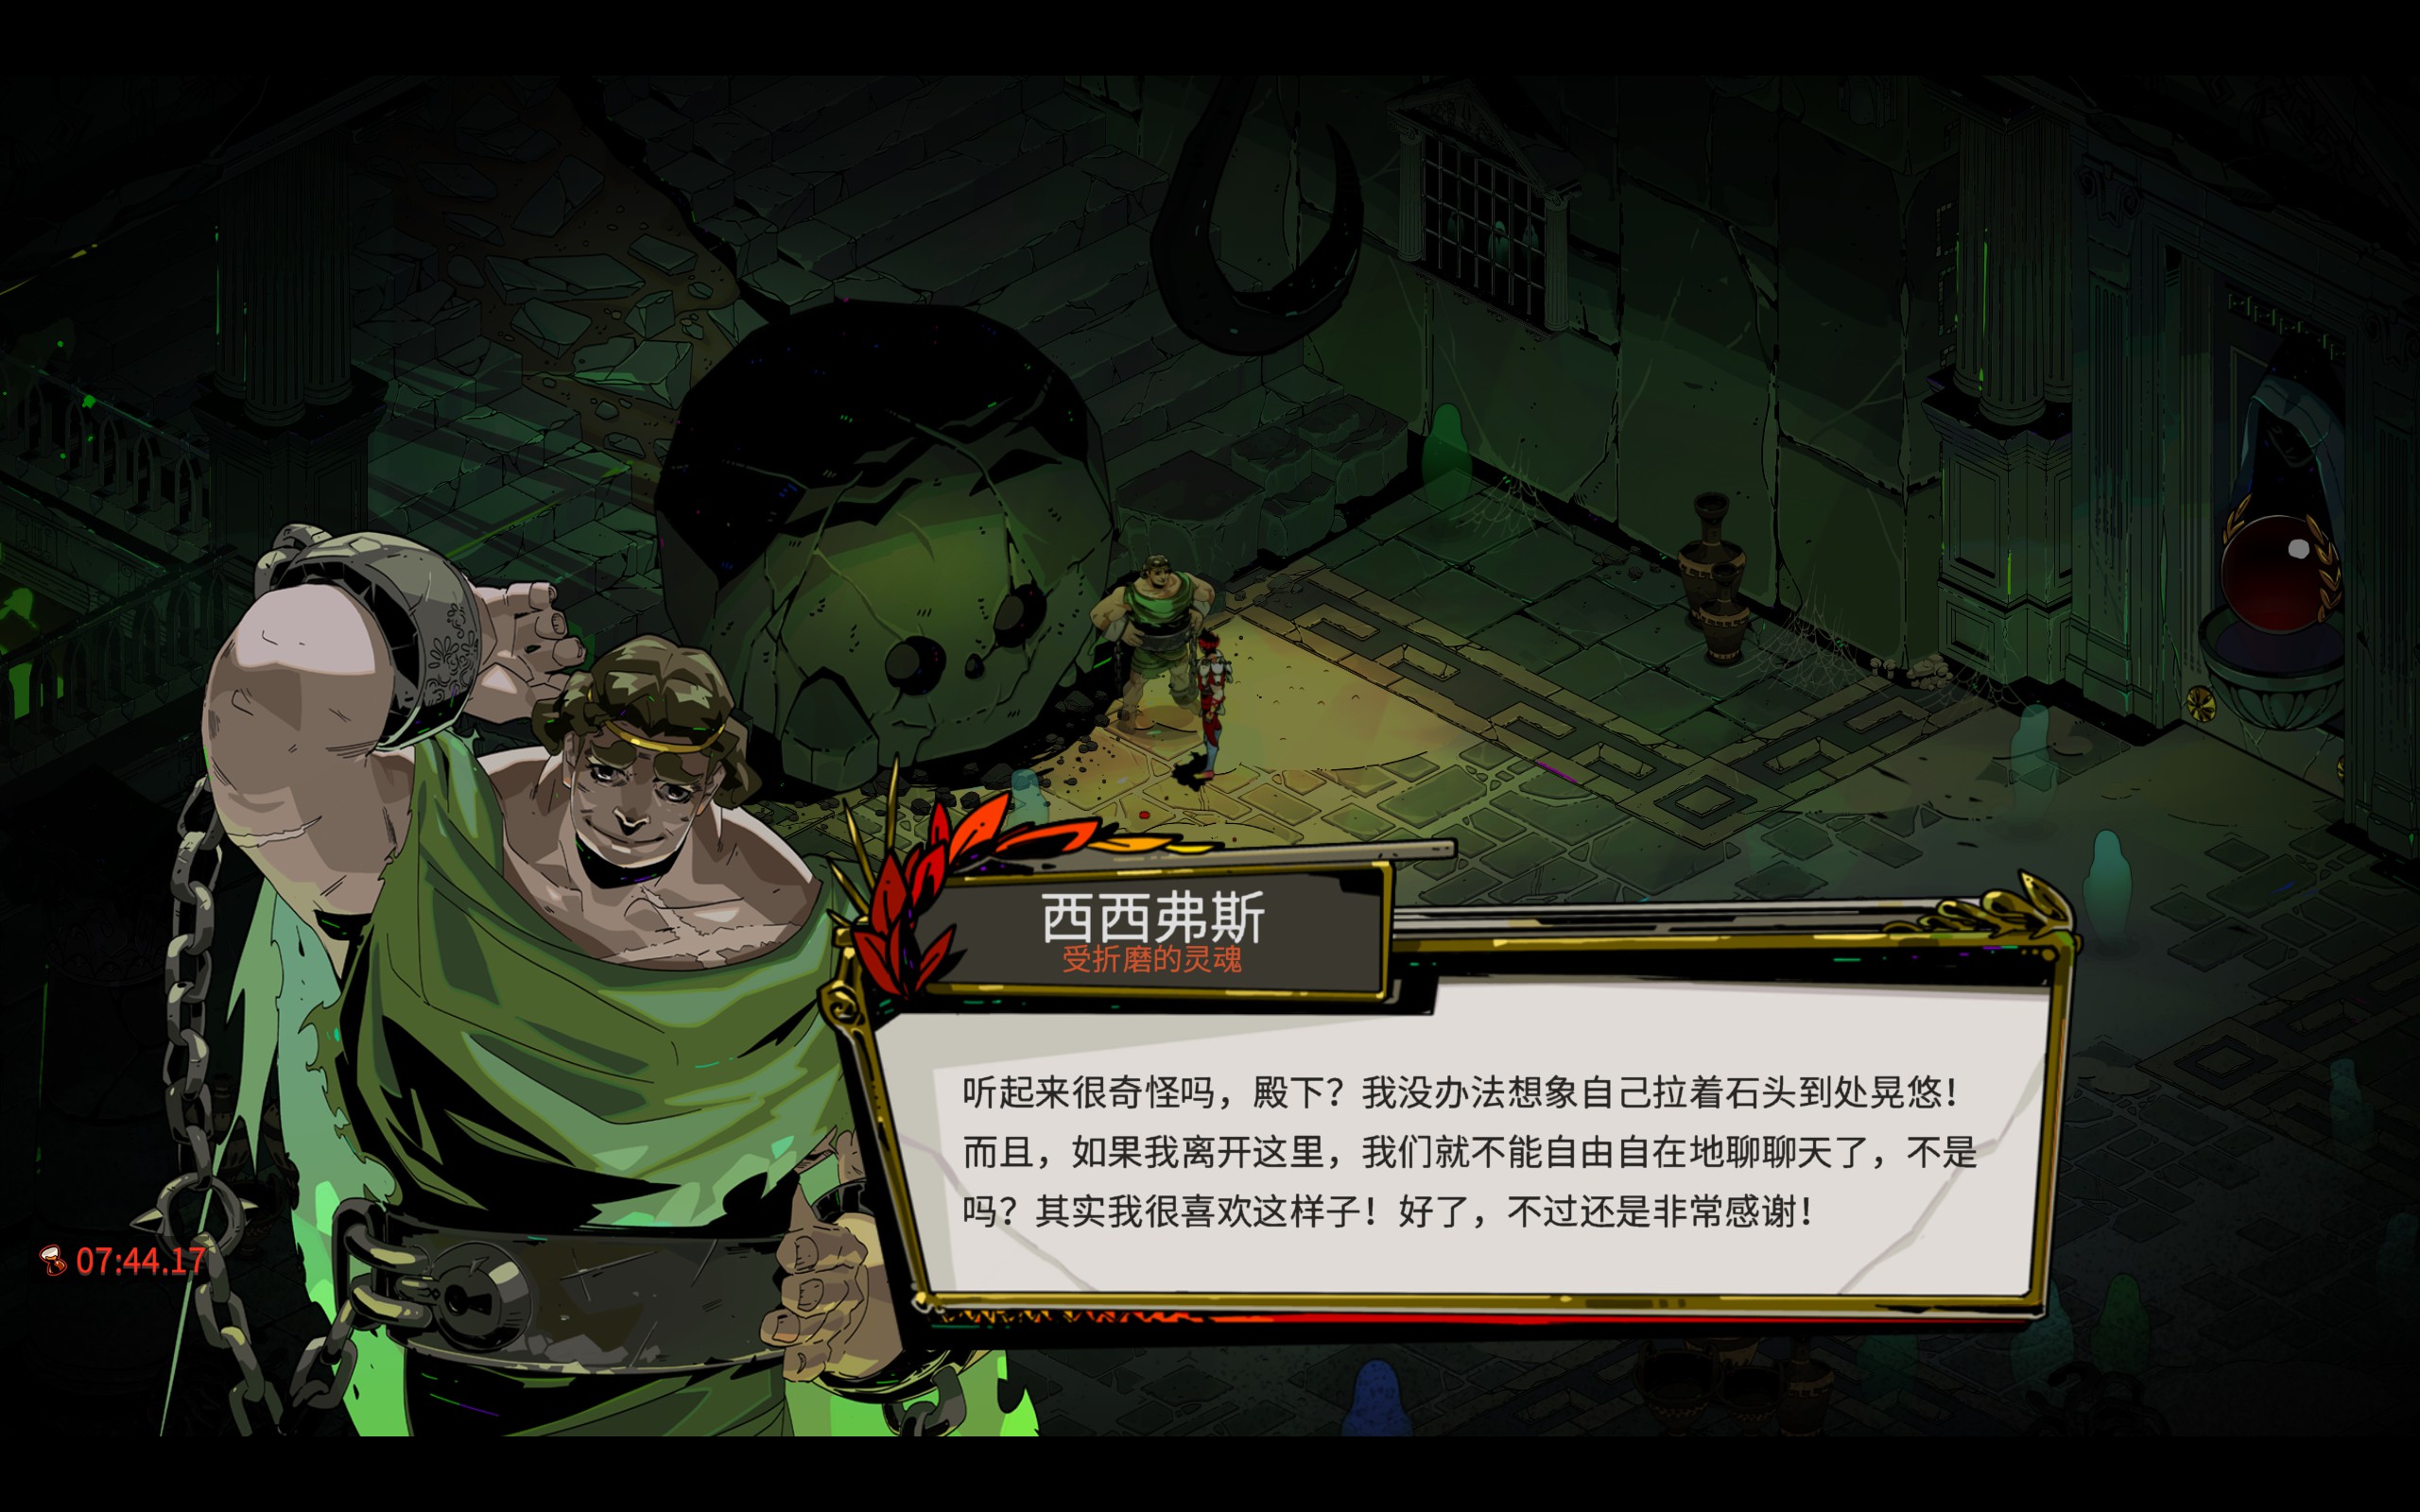 西西弗斯
受折磨的灵魂
听起来很奇怪吗，殿下？我没办法想象自己拉着石头到处晃悠！
而且，如果我离开这里，我们就不能自由自在地聊聊天了，不是
吗？其实我很喜欢这样子！好了，不过还是非常感谢！
07:44.17